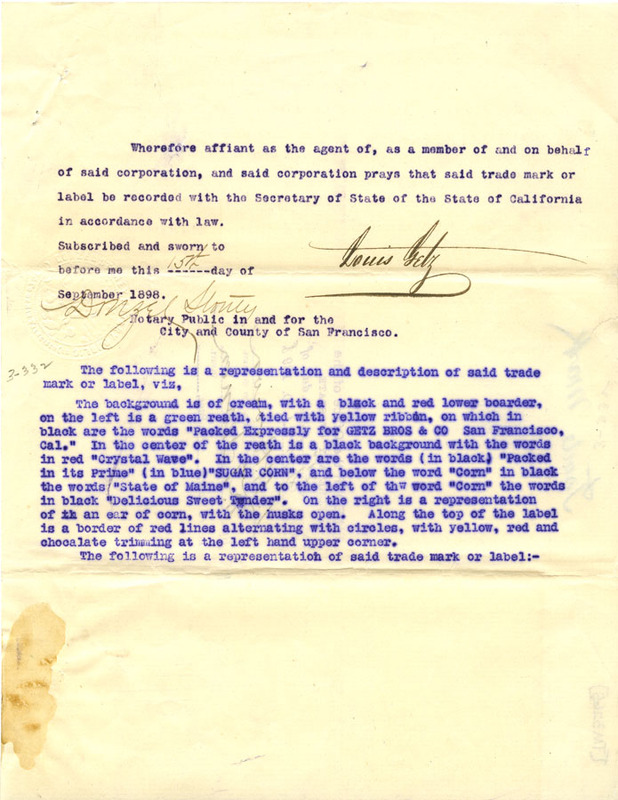 Wherefore affiant as the agent of, as a member of and on behalf
of said corporation, and said corporation prays that said trade mark or
label be recorded with the Secretary of State of the State of California
in accordance with law.
Subscribed and sworn to
before me this 15th ------day of
Louis Getz
September 1898.
Notary Public in and for the
City and County of San Francisco.
3-332
The following is a representation and description of said trade
mark or label, viz,
The background is of cream, with a black and red lower boarder,
on the left is a green reath, tied with yellow ribbon, on which in
black are the words "Packed Expressly for GETZ BROS & CO San Francisco,
Cal." In the center of the reath is a black background with the words
in red "Crystal Wave". In the center are the words (in black) "Packed
in its Prime" (in blue)"SUGAR CORN", and below the word "Corn" in black
the words "State of Maine", and to the left of thw word "Corn" the words
in black "Delicious Sweet Tender". On the right is a representation
of an ear of corn, with the husks open. Along the top of the label
is a border of red lines alternating with circles, with yellow, red and
chocalate trimming at the left hand upper corner.
The following is a representation of said trade mark or label:-